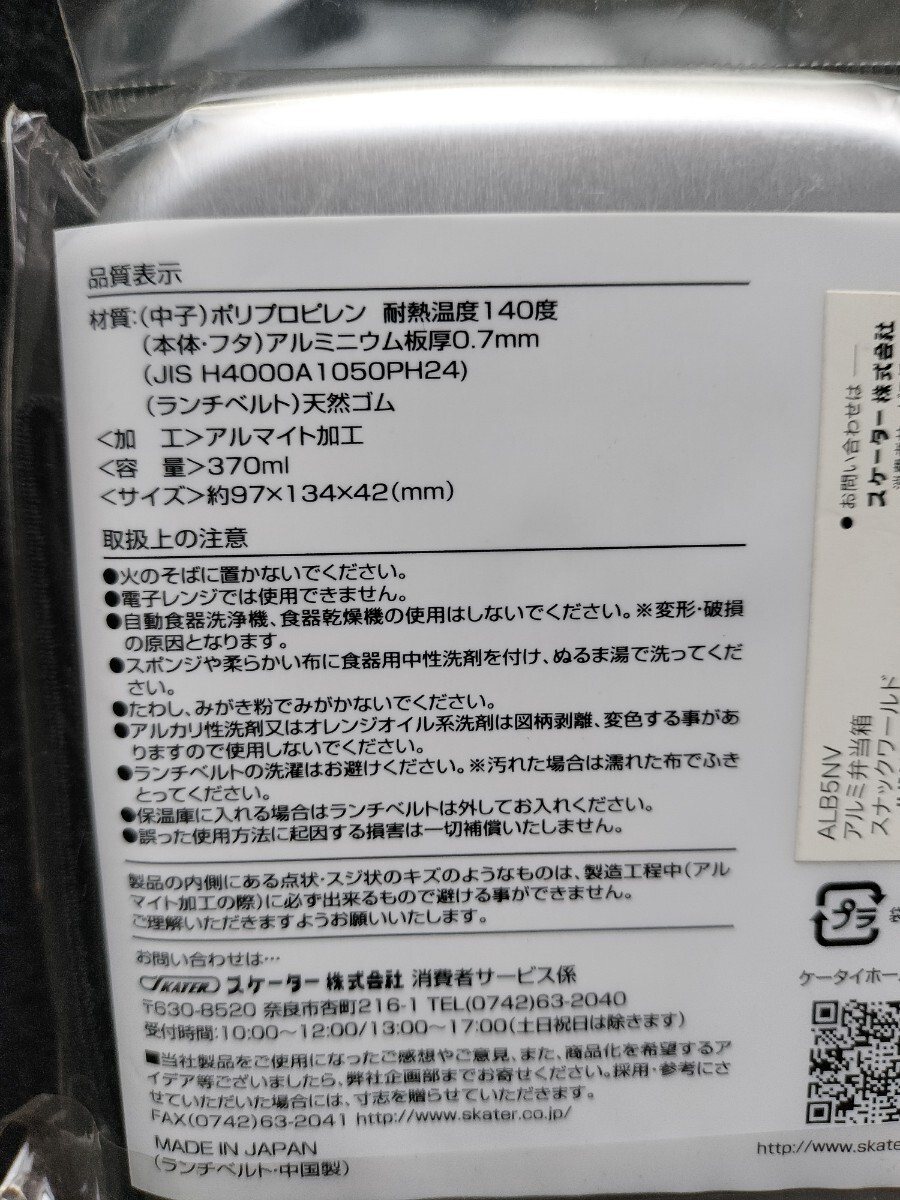 品質表示
材質:(中子)ポリプロピレン 耐熱温度140度
(本体・フタ)アルミニウム板厚0.7mm
(JIS H4000A1050PH24)
(ランチベルト)天然ゴム
<加 工>アルマイト加工
<容 量>370ml
<サイズ>約97×134×42(mm)
取扱上の注意
●火のそばに置かないでください。
●電子レンジでは使用できません。
●自動食器洗浄機、食器乾燥機の使用はしないでください。※変形・破損
の原因となります。
●スポンジや柔らかい布に食器用中性洗剤を付け、ぬるま湯で洗ってくだ
さい。
●たわし、みがき粉でみがかないでください。
●アルカリ性洗剤又はオレンジオイル系洗剤は図柄剥離、変色する事があ
りますので使用しないでください。
●ランチベルトの洗濯はお避けください。※汚れた場合は濡れた布でふき
とってください。
●保温庫に入れる場合はランチベルトは外してお入れください。
●誤った使用方法に起因する損害は一切補償いたしません。
製品の内側にある点状・スジ状のキズのようなものは、製造工程中(アル
マイト加工の際)に必ず出来るもので避ける事ができません。
ご理解いただきますようお願いいたします。
お問い合わせは…
SKATER スケーター株式会社 消費者サービス係
〒630-8520 奈良市杏町216-1 TEL(0742)63-2040
受付時間:10:00~12:00/13:00~17:00(土日祝日は除きます)
■当社製品をご使用になったご感想やご意見、また、商品化を希望するア
イデア等ございましたら、弊社企画部までお寄せください。採用・参考にさ
せていただいた場合には、寸志を贈らせていただきます。
FAX(0742)63-2041 http://www.skater.co.jp/
MADE IN JAPAN
(ランチベルト・中国製)
●お問い合わせは
スケーター株式会社
ALB5NV
アルミ弁当箱
スナックワールド
プラ
ケータイホー
http://www.skater